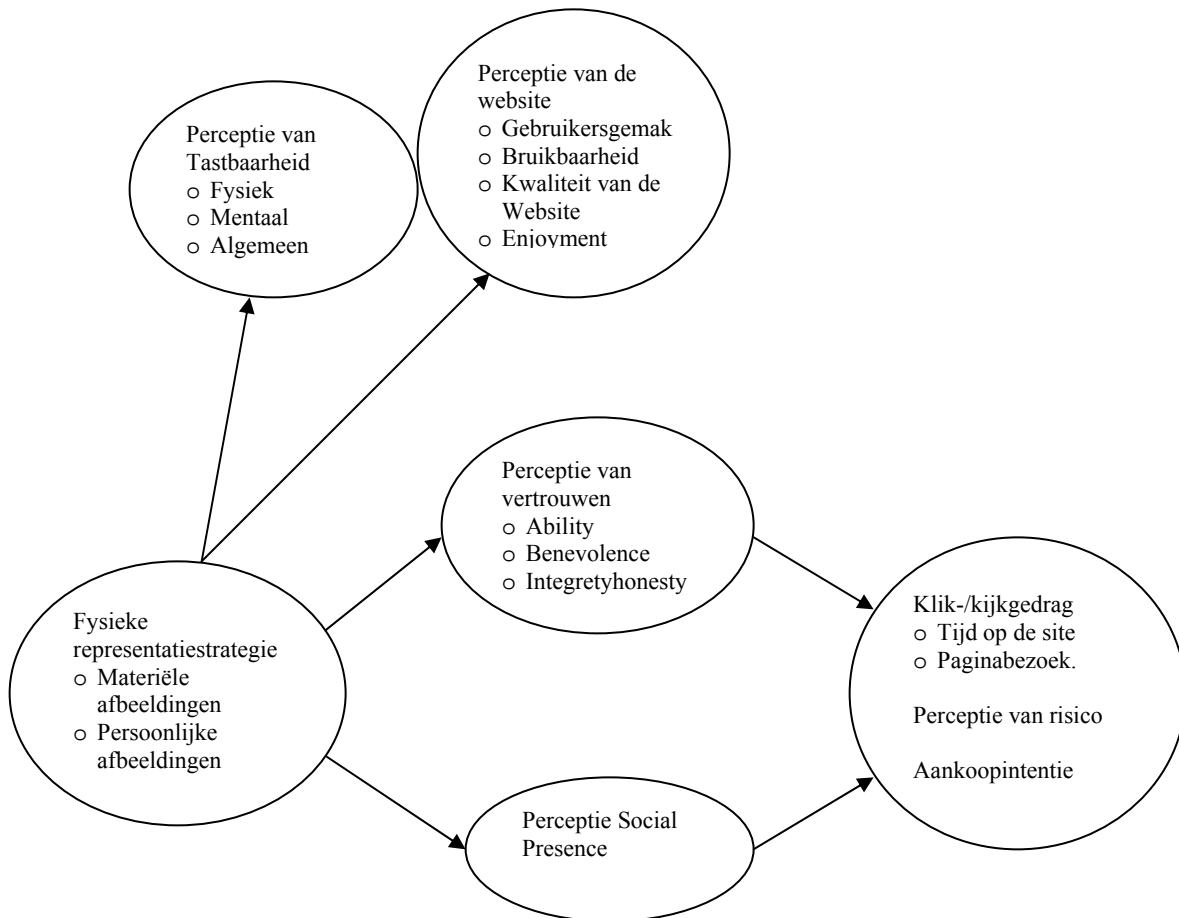 Perceptie van de
website
o Gebruikersgemak
o Bruikbaarheid
o Kwaliteit van de
Website
o Enjoyment
Perceptie van
Tastbaarheid
o Fysiek
o Mentaal
o Algemeen
Perceptie van
vertrouwen
o Ability
o Benevolence
o Integretyhonesty
Fysieke
representatiestrategie
o Materiële
afbeeldingen
o Persoonlijke
afbeeldingen
Klik-/kijkgedrag
o Tijd op de site
o Paginabezoek.
Perceptie van risico
Aankoopintentie
Perceptie Social
Presence